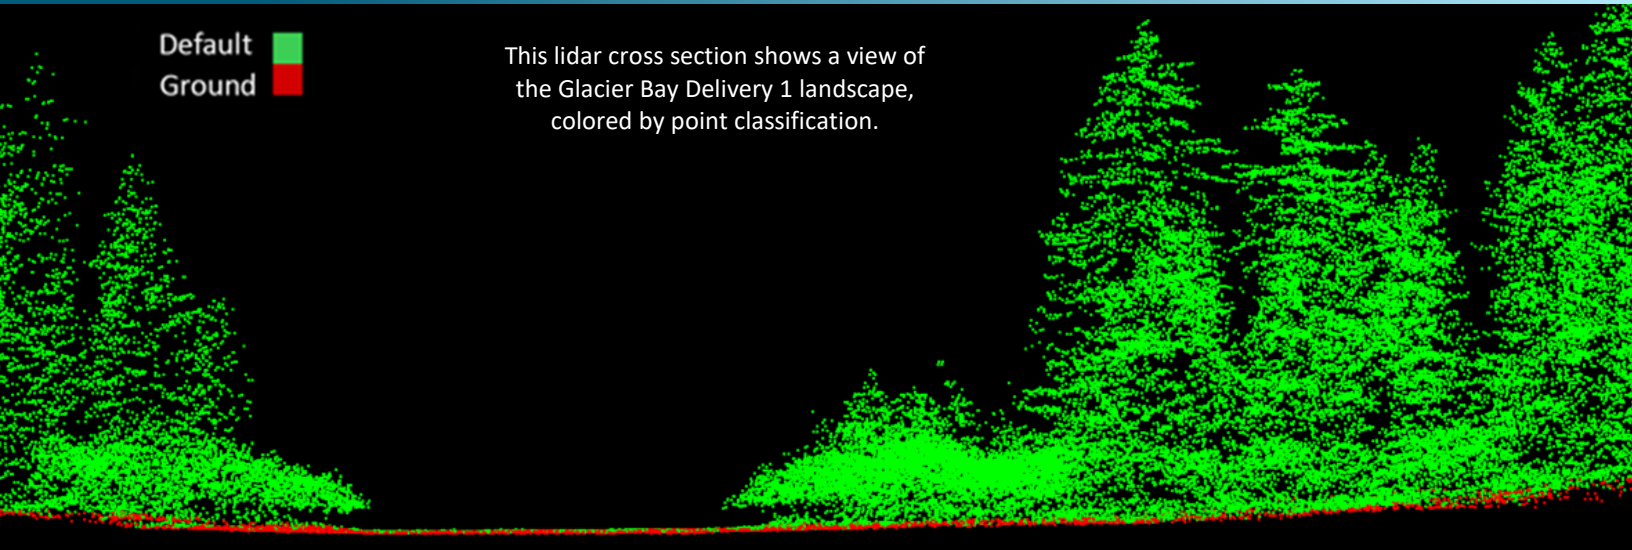 Default
Ground
This lidar cross section shows a view of
the Glacier Bay Delivery 1 landscape,
colored by point classification.